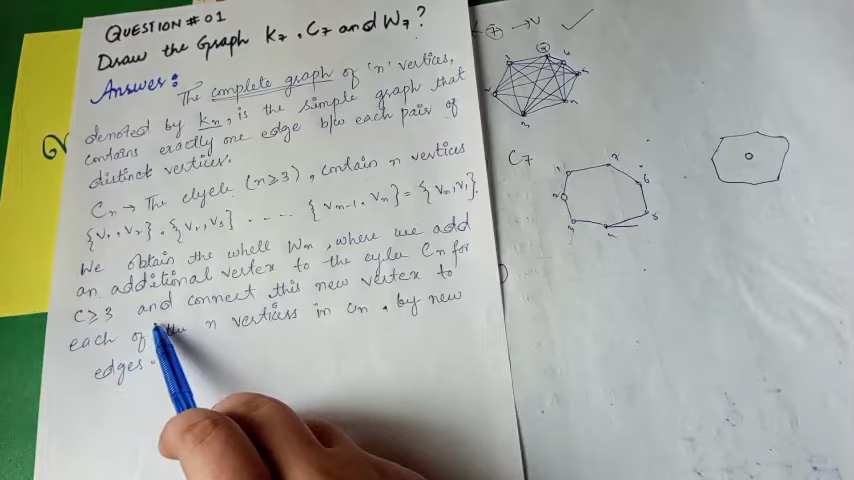 QUESTION # 01
Draw the Graph K₇ , C₇ and W₇ ?
Answer:
The complete graph of 'n' vertices,
denoted by Kn, is the simple graph that
contains exactly one edge b/w each pair of
distinct vertices.
Cn → The clycle (n≥3), contain n vertices
{V₁, V₂}, {V₂, V₃} ..... {Vn-1, Vn} = {Vn, V₁}.
We obtain the whell Wn, where we add
an additional vertex to the cyler Cn for
C≥3 and connect this new vertex to
each of the n vertices in Cn, by new
edges.
7 → V
C7